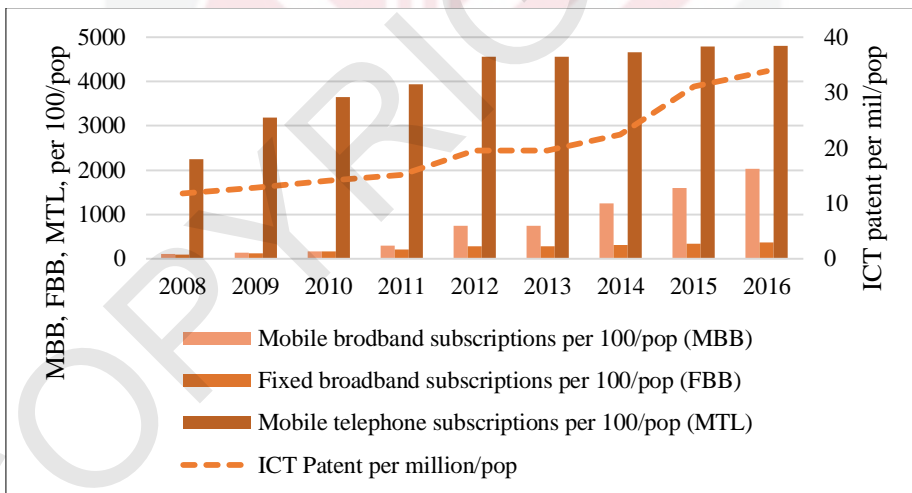 MBB, FBB, MTL, per 100/pop
5000
4000
3000
2000
1000
0
40
30
20
10
0
ICT patent per mil/pop
2008 2009 2010 2011 2012 2013 2014 2015 2016
Mobile brodband subscriptions per 100/pop (MBB)
Fixed broadband subscriptions per 100/pop (FBB)
Mobile telephone subscriptions per 100/pop (MTL)
ICT Patent per million/pop